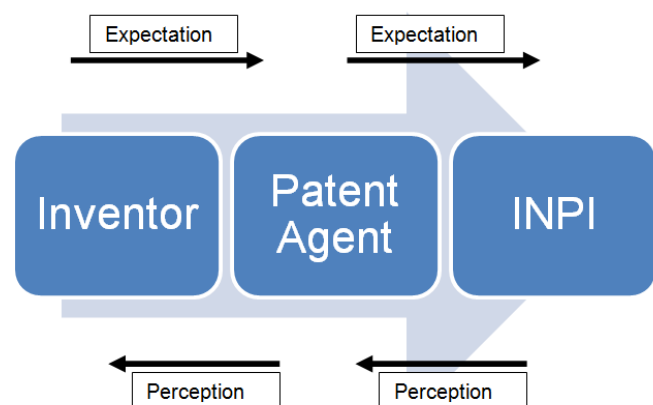 Expectation
Expectation
Inventor
Patent
Agent
INPI
Perception
Perception